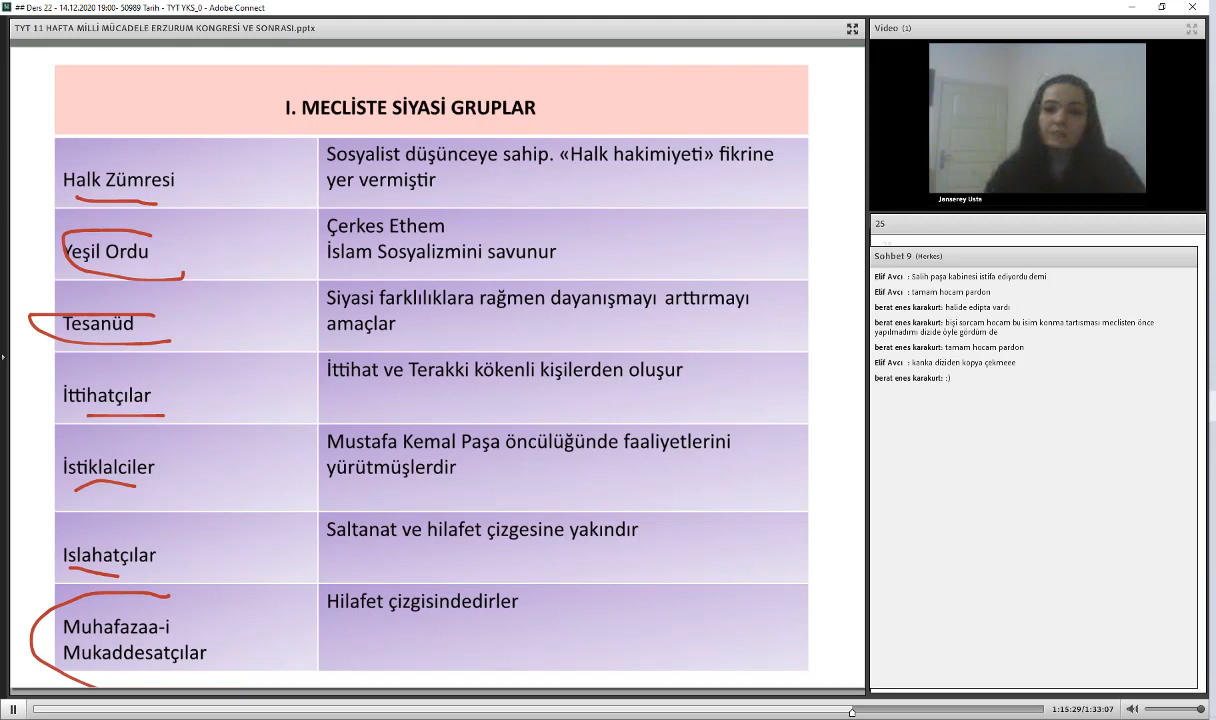 ## Ders 22 - 14.12.2020 19:00- 50989 Tarih - TYT YKS_0 - Adobe Connect
TYT 11 HAFTA MİLLİ MÜCADELE ERZURUM KONGRESİ VE SONRASI.pptx
I. MECLİSTE SİYASİ GRUPLAR
Halk Zümresi
Sosyalist düşünceye sahip. «Halk hakimiyeti» fikrine
yer vermiştir
Yeşil Ordu
Çerkes Ethem
İslam Sosyalizmini savunur
Tesanüd
Siyasi farklılıklara rağmen dayanışmayı arttırmayı
amaçlar
İttihatçılar
İttihat ve Terakki kökenli kişilerden oluşur
İstiklalciler
Mustafa Kemal Paşa öncülüğünde faaliyetlerini
yürütmüşlerdir
Islahatçılar
Saltanat ve hilafet çizgesine yakındır
Muhafazaa-i
Mukaddesatçılar
Hilafet çizgisindedirler
Video (1)
Janserey Usta
25
Sohbet 9 (Herkes)
Elif Avcı : Salih paşa kabinesi istifa ediyordu demi
Elif Avcı : tamam hocam pardon
berat enes karakurt: halide edipta vardı
berat enes karakurt: bişi sorcam hocam bu isim konma tartısması meclisten önce
yapılmadımı dizide öyle gördüm de
berat enes karakurt: tamam hocam pardon
Elif Avcı : kanka diziden kopya çekmeee
berat enes karakurt: :)
1:15:29/1:33:07